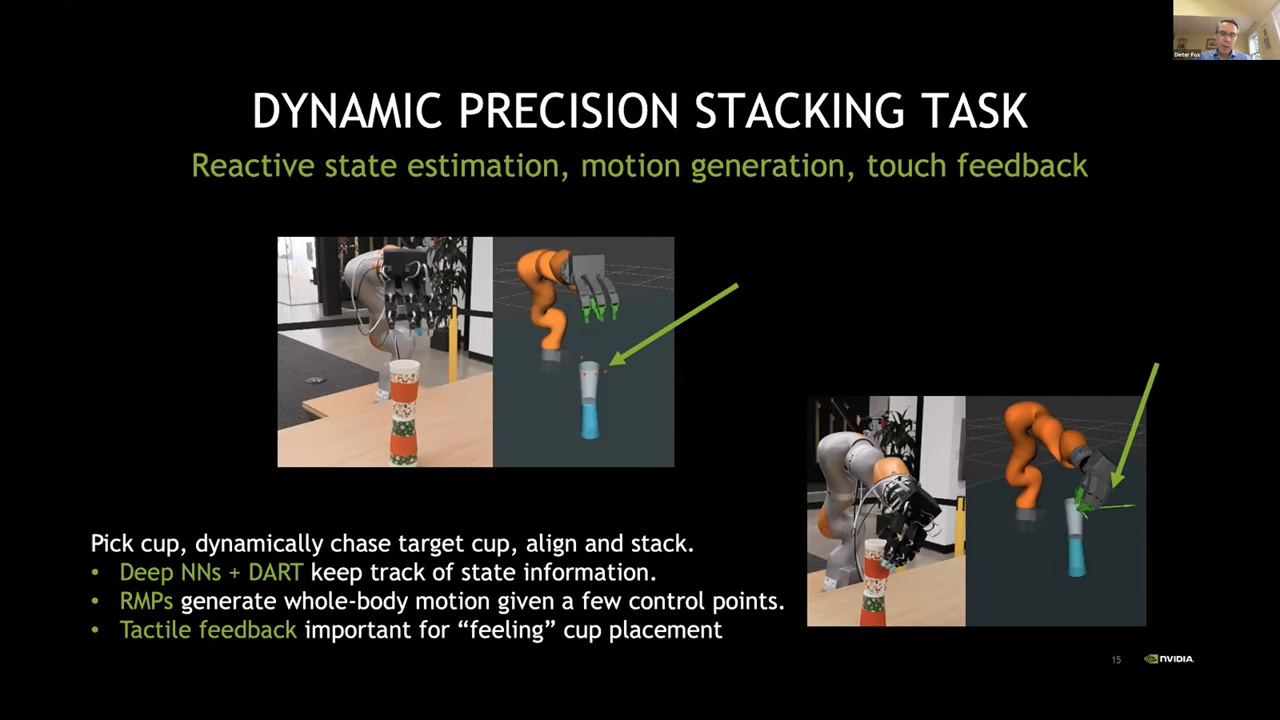 Dieter Fox
DYNAMIC PRECISION STACKING TASK
Reactive state estimation, motion generation, touch feedback
Pick cup, dynamically chase target cup, align and stack.
• Deep NNs + DART keep track of state information.
• RMPs generate whole-body motion given a few control points.
• Tactile feedback important for “feeling” cup placement
15
NVIDIA.